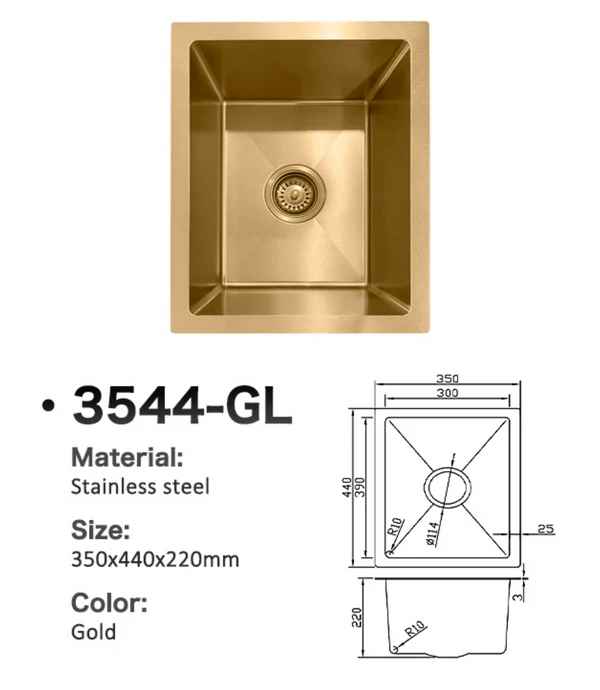 • 3544-GL
Material:
Stainless steel
Size:
350x440x220mm
Color:
Gold
350
300
440
390
R10
ø114
25
3
220
R10